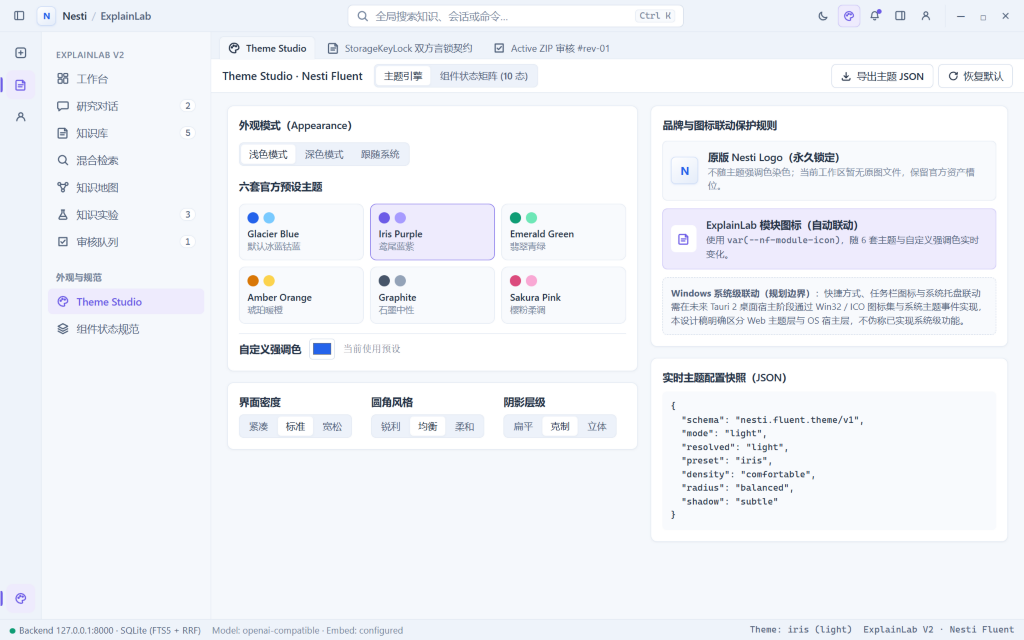 N Nesti / ExplainLab
全局搜索知识、会话或命令... Ctrl K
EXPLAINLAB V2
工作台
研究对话 2
知识库 5
混合检索
知识地图
知识实验 3
审核队列 1
外观与规范
Theme Studio
组件状态规范
Theme Studio
StorageKeyLock 双方言锁契约
Active ZIP 审核 #rev-01
Theme Studio · Nesti Fluent
主题引擎
组件状态矩阵 (10 态)
导出主题 JSON
恢复默认
外观模式（Appearance）
浅色模式
深色模式
跟随系统
六套官方预设主题
Glacier Blue
默认冰蓝钴蓝
Iris Purple
鸢尾蓝紫
Emerald Green
翡翠青绿
Amber Orange
琥珀暖橙
Graphite
石墨中性
Sakura Pink
樱粉柔调
自定义强调色
当前使用预设
界面密度
紧凑 标准 宽松
圆角风格
锐利 均衡 柔和
阴影层级
扁平 克制 立体
品牌与图标联动保护规则
N
原版 Nesti Logo（永久锁定）
不随主题强调色染色；当前工作区暂无原图文件，保留官方资产槽
位。
ExplainLab 模块图标（自动联动）
使用 var(--nf-module-icon)，随 6 套主题与自定义强调色实时
变化。
Windows 系统级联动（规划边界）：快捷方式、任务栏图标与系统托盘联动
需在未来 Tauri 2 桌面宿主阶段通过 Win32 / ICO 图标集与系统主题事件实现，
本设计稿明确区分 Web 主题层与 OS 宿主层，不伪称已实现系统级功能。
实时主题配置快照（JSON）
{
"schema": "nesti.fluent.theme/v1",
"mode": "light",
"resolved": "light",
"preset": "iris",
"density": "comfortable",
"radius": "balanced",
"shadow": "subtle"
}
Backend 127.0.0.1:8000 · SQLite (FTS5 + RRF) Model: openai-compatible · Embed: configured
Theme: iris (light) ExplainLab V2 · Nesti Fluent